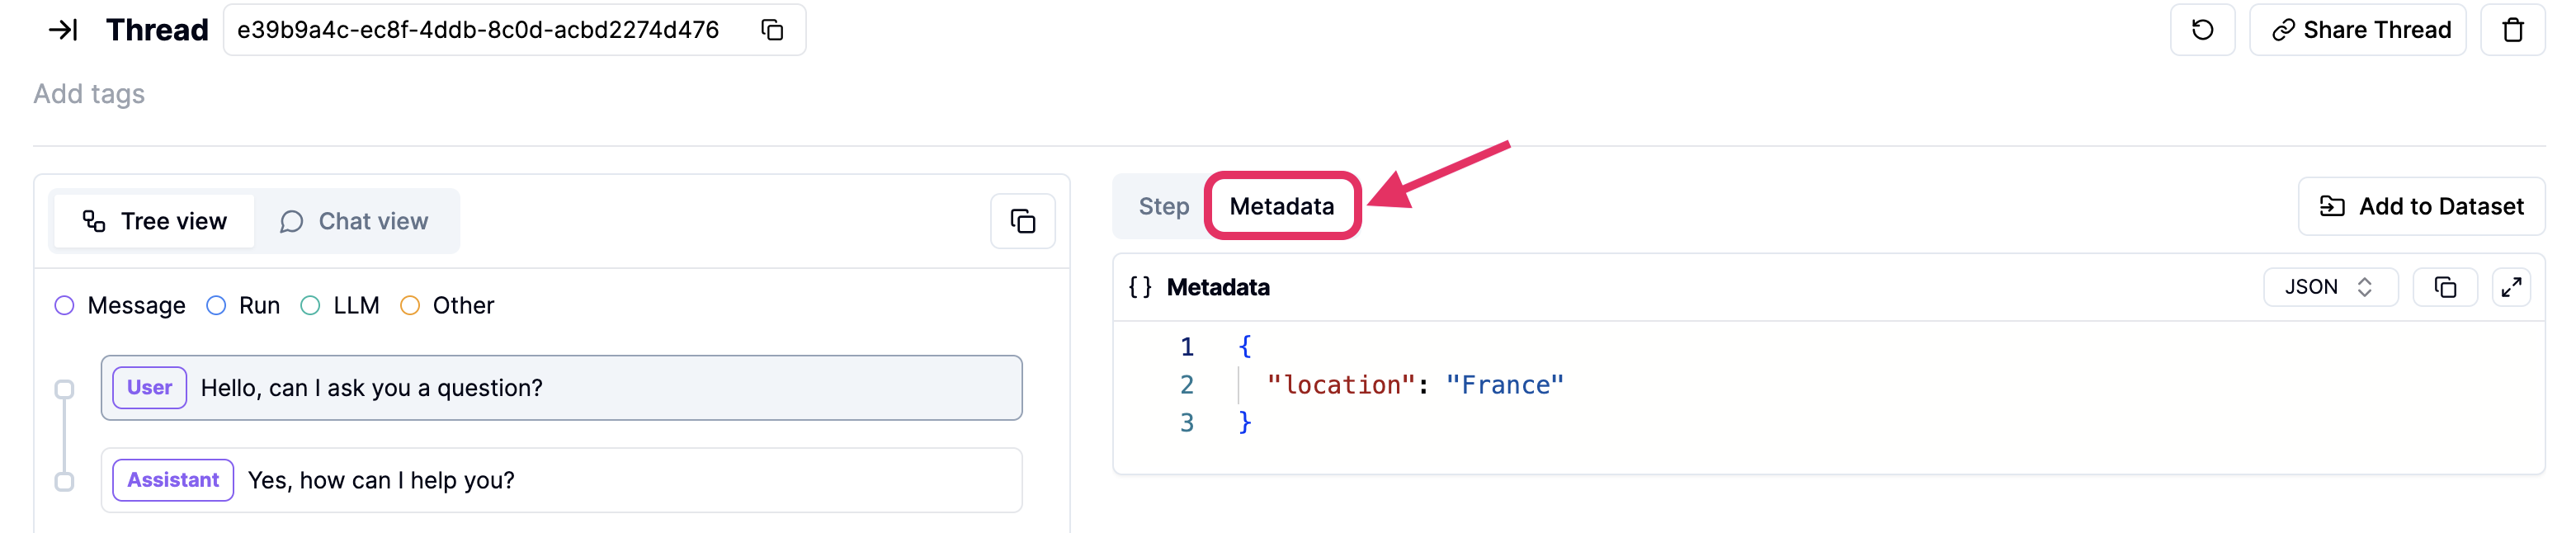 Thread e39b9a4c-ec8f-4ddb-8c0d-acbd2274d476 Share Thread
Add tags
Tree view Chat view
Message Run LLM Other
User Hello, can I ask you a question?
Assistant Yes, how can I help you?
Step Metadata Add to Dataset
{} Metadata JSON
1 {
2 "location": "France"
3 }